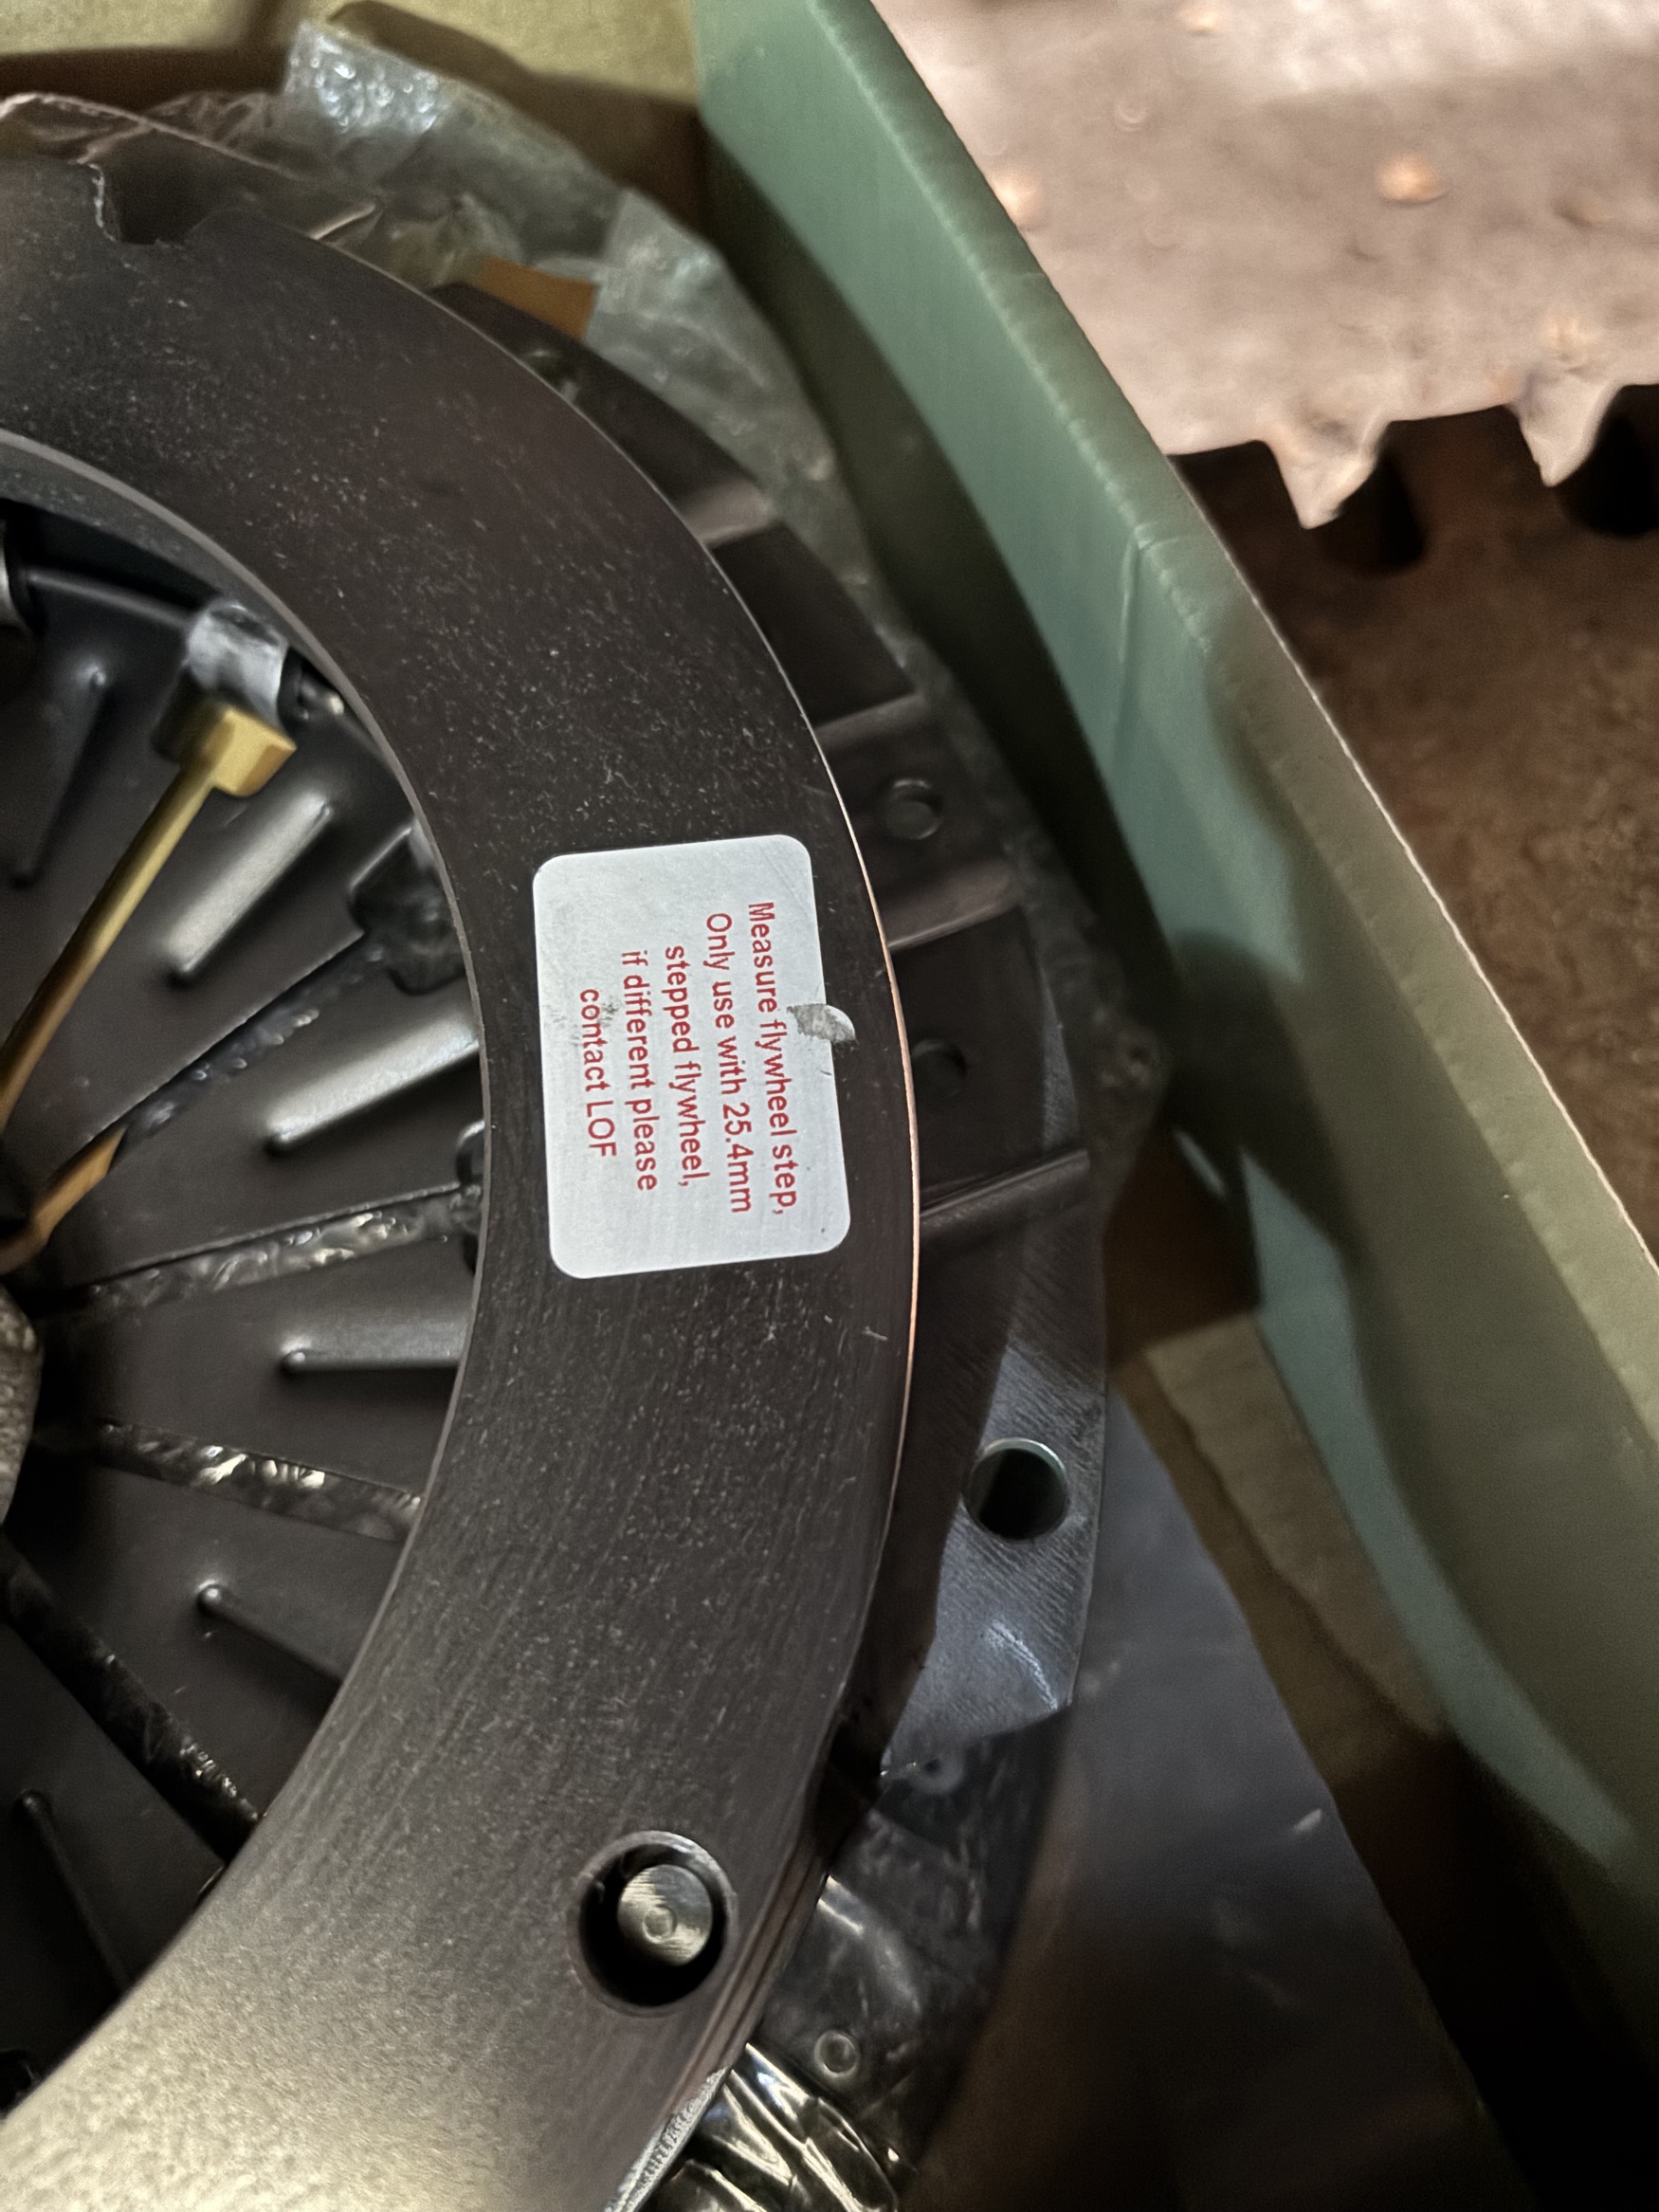 Measure flywheel step,
Only use with 25.4mm
stepped flywheel,
if different please
contact LOF